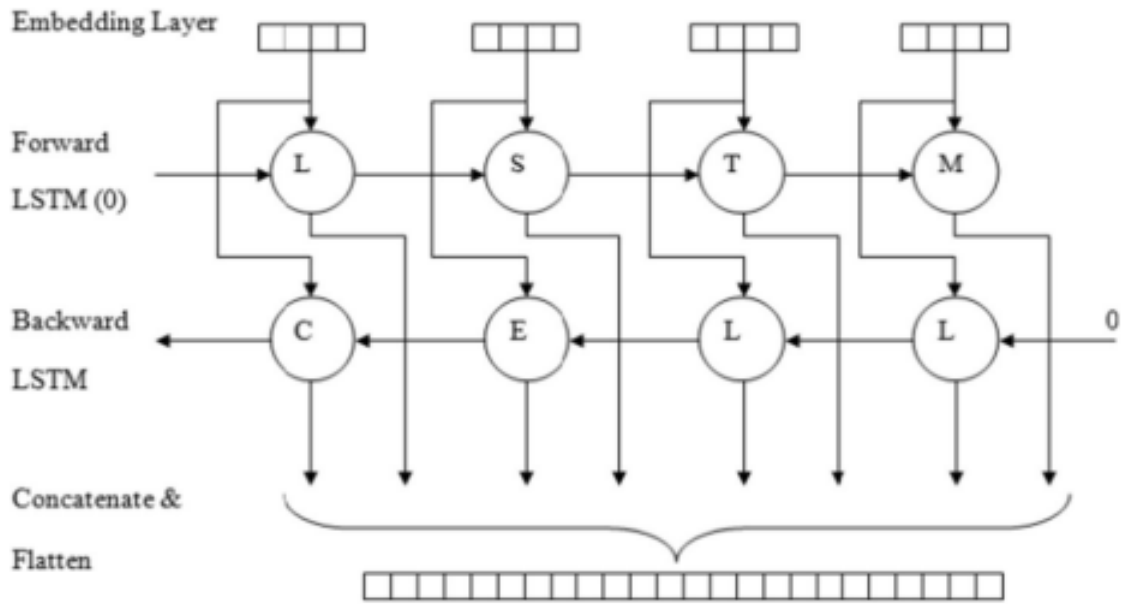 Embedding Layer
Forward
L S T M
LSTM (0)
Backward
C E L L 0
LSTM
Concatenate &
Flatten